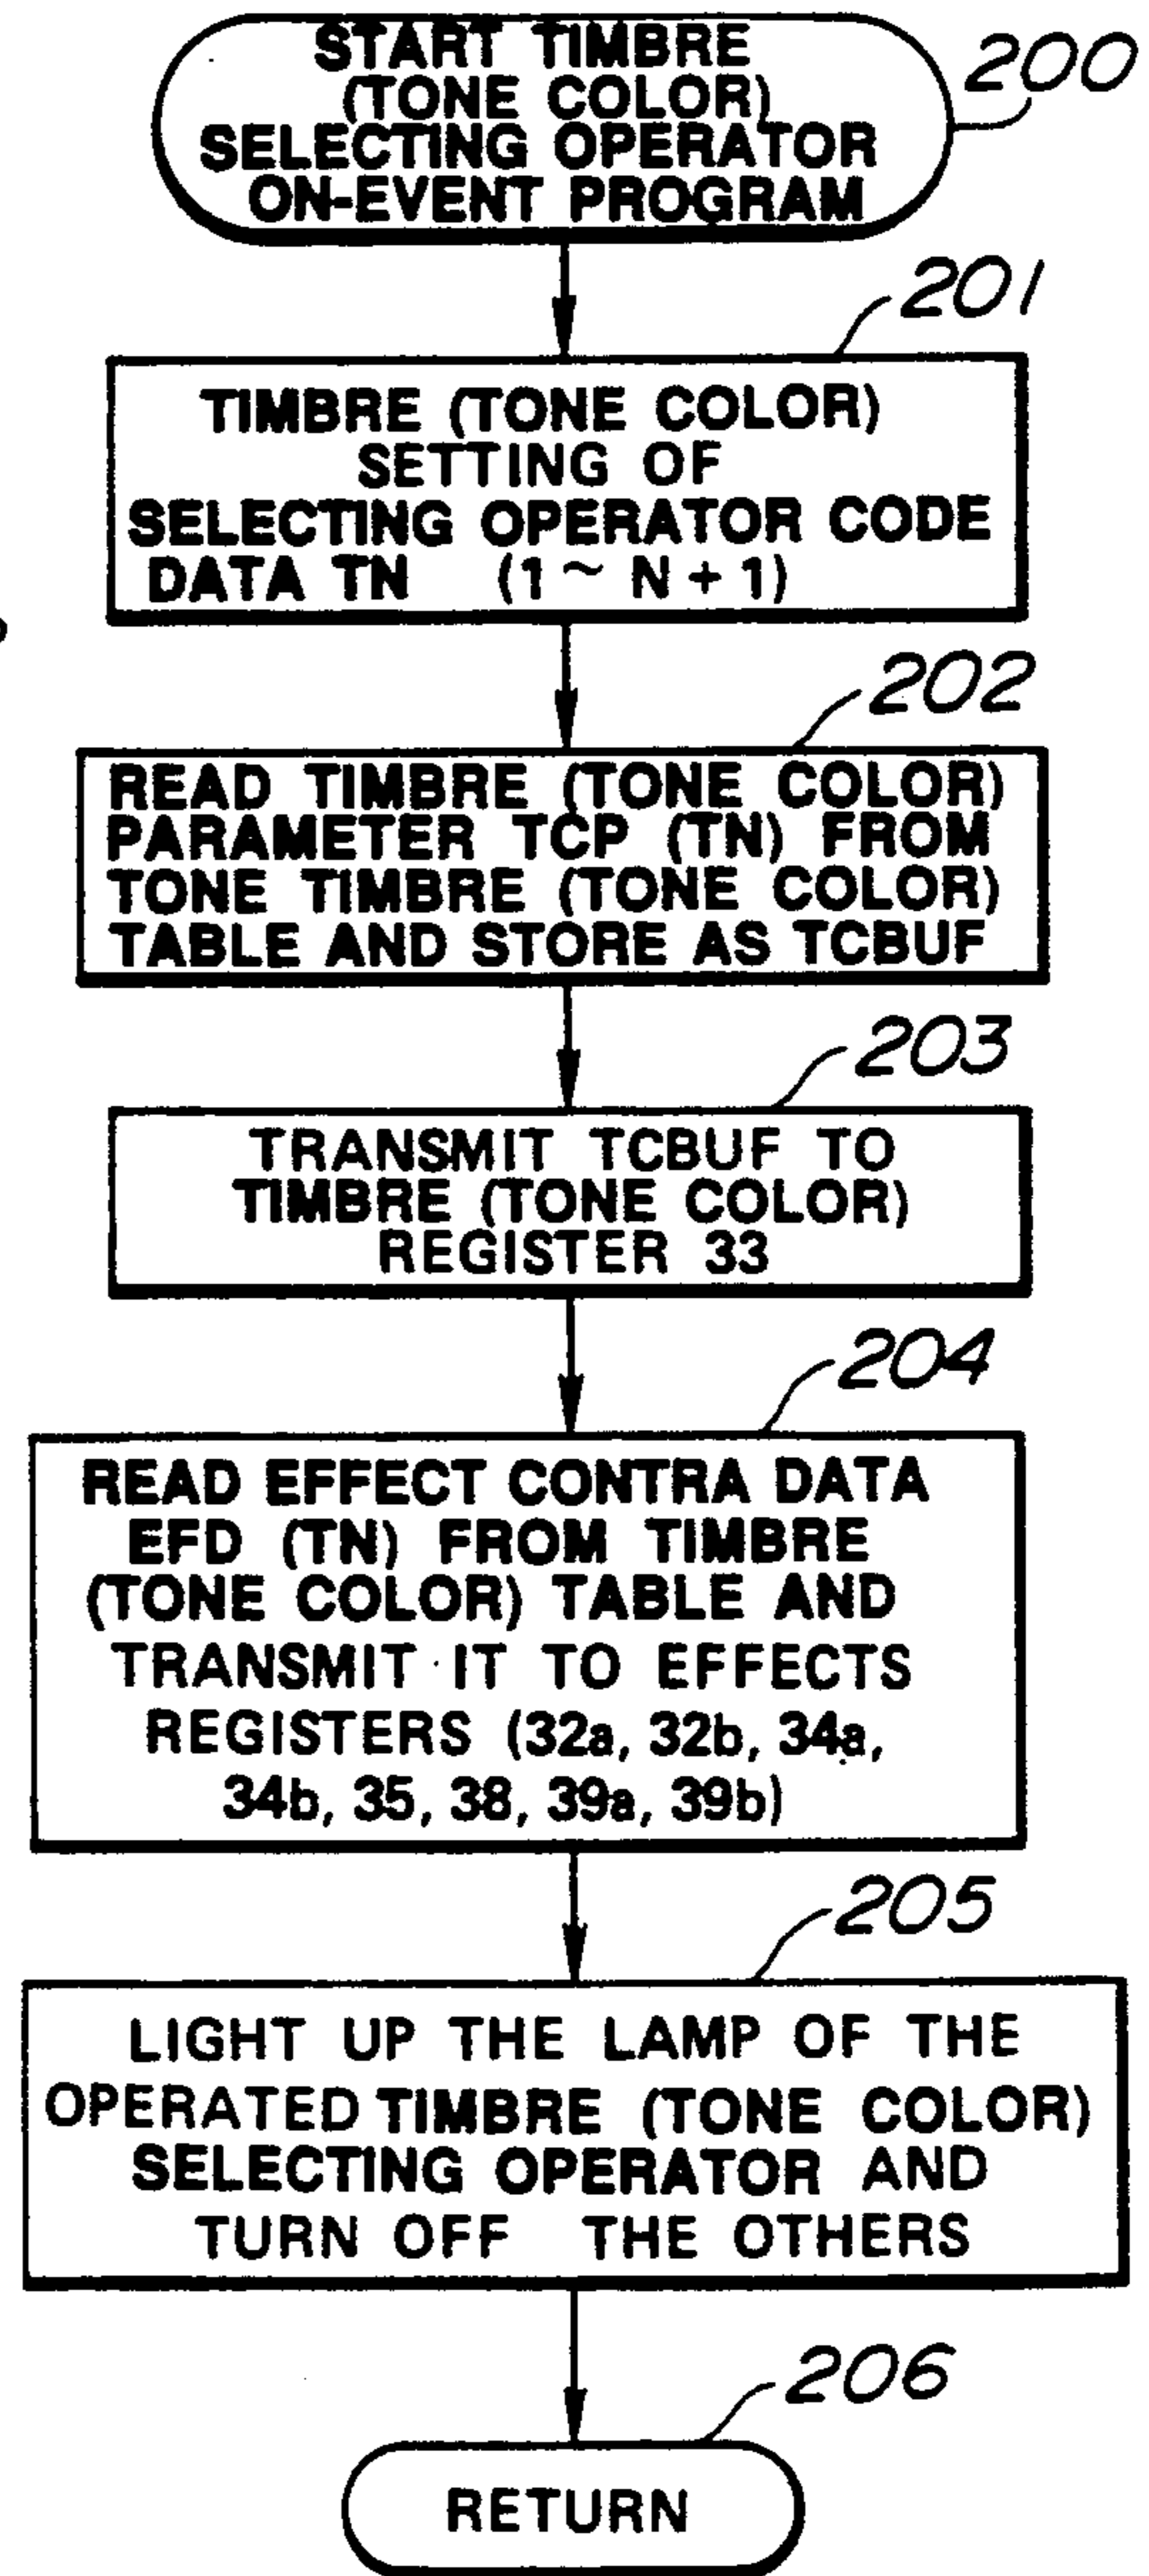 START TIMBRE
(TONE COLOR)
SELECTING OPERATOR
ON-EVENT PROGRAM
200
201
TIMBRE (TONE COLOR)
SETTING OF
SELECTING OPERATOR CODE
DATA TN (1 ~ N + 1)
202
READ TIMBRE (TONE COLOR)
PARAMETER TCP (TN) FROM
TONE TIMBRE (TONE COLOR)
TABLE AND STORE AS TCBUF
203
TRANSMIT TCBUF TO
TIMBRE (TONE COLOR)
REGISTER 33
204
READ EFFECT CONTRA DATA
EFD (TN) FROM TIMBRE
(TONE COLOR) TABLE AND
TRANSMIT IT TO EFFECTS
REGISTERS (32a, 32b, 34a,
34b, 35, 38, 39a, 39b)
205
LIGHT UP THE LAMP OF THE
OPERATED TIMBRE (TONE COLOR)
SELECTING OPERATOR AND
TURN OFF THE OTHERS
206
RETURN